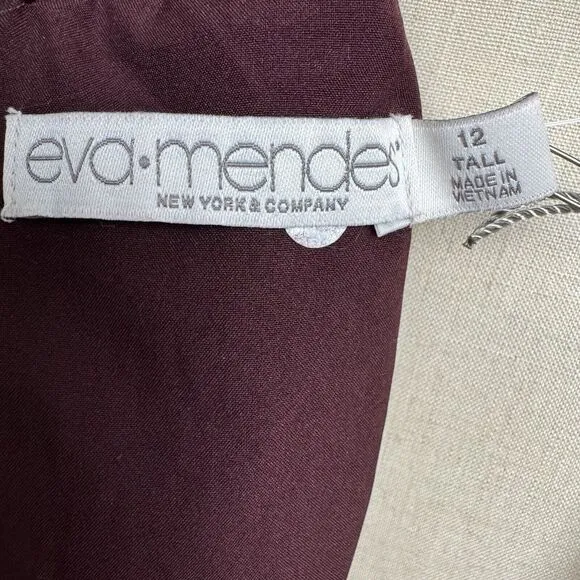 eva•mendes
NEW YORK & COMPANY
12
TALL
MADE IN
VIETNAM